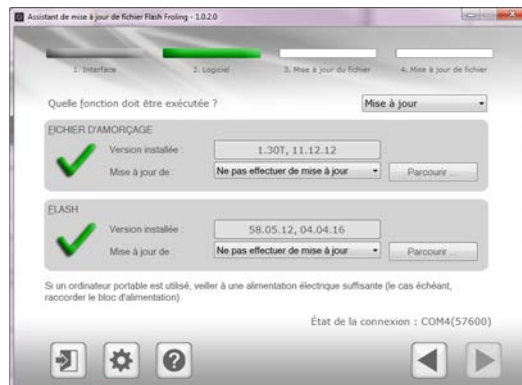 Assistant de mise à jour de fichier Flash Froling - 1.0.2.0
1. Interface
2. Logiciel
3. Mise à jour du fichier
4. Mise à jour de fichier
Quelle fonction doit être exécutée ?
Mise à jour
FICHIER D'AMORÇAGE
Version installée :
1.30T, 11.12.12
Mise à jour de :
Ne pas effectuer de mise à jour
Parcourir ...
FLASH
Version installée :
58.05.12, 04.04.16
Mise à jour de :
Ne pas effectuer de mise à jour
Parcourir ...
Si un ordinateur portable est utilisé, veiller à une alimentation électrique suffisante (le cas échéant,
raccorder le bloc d'alimentation).
État de la connexion : COM4(57600)